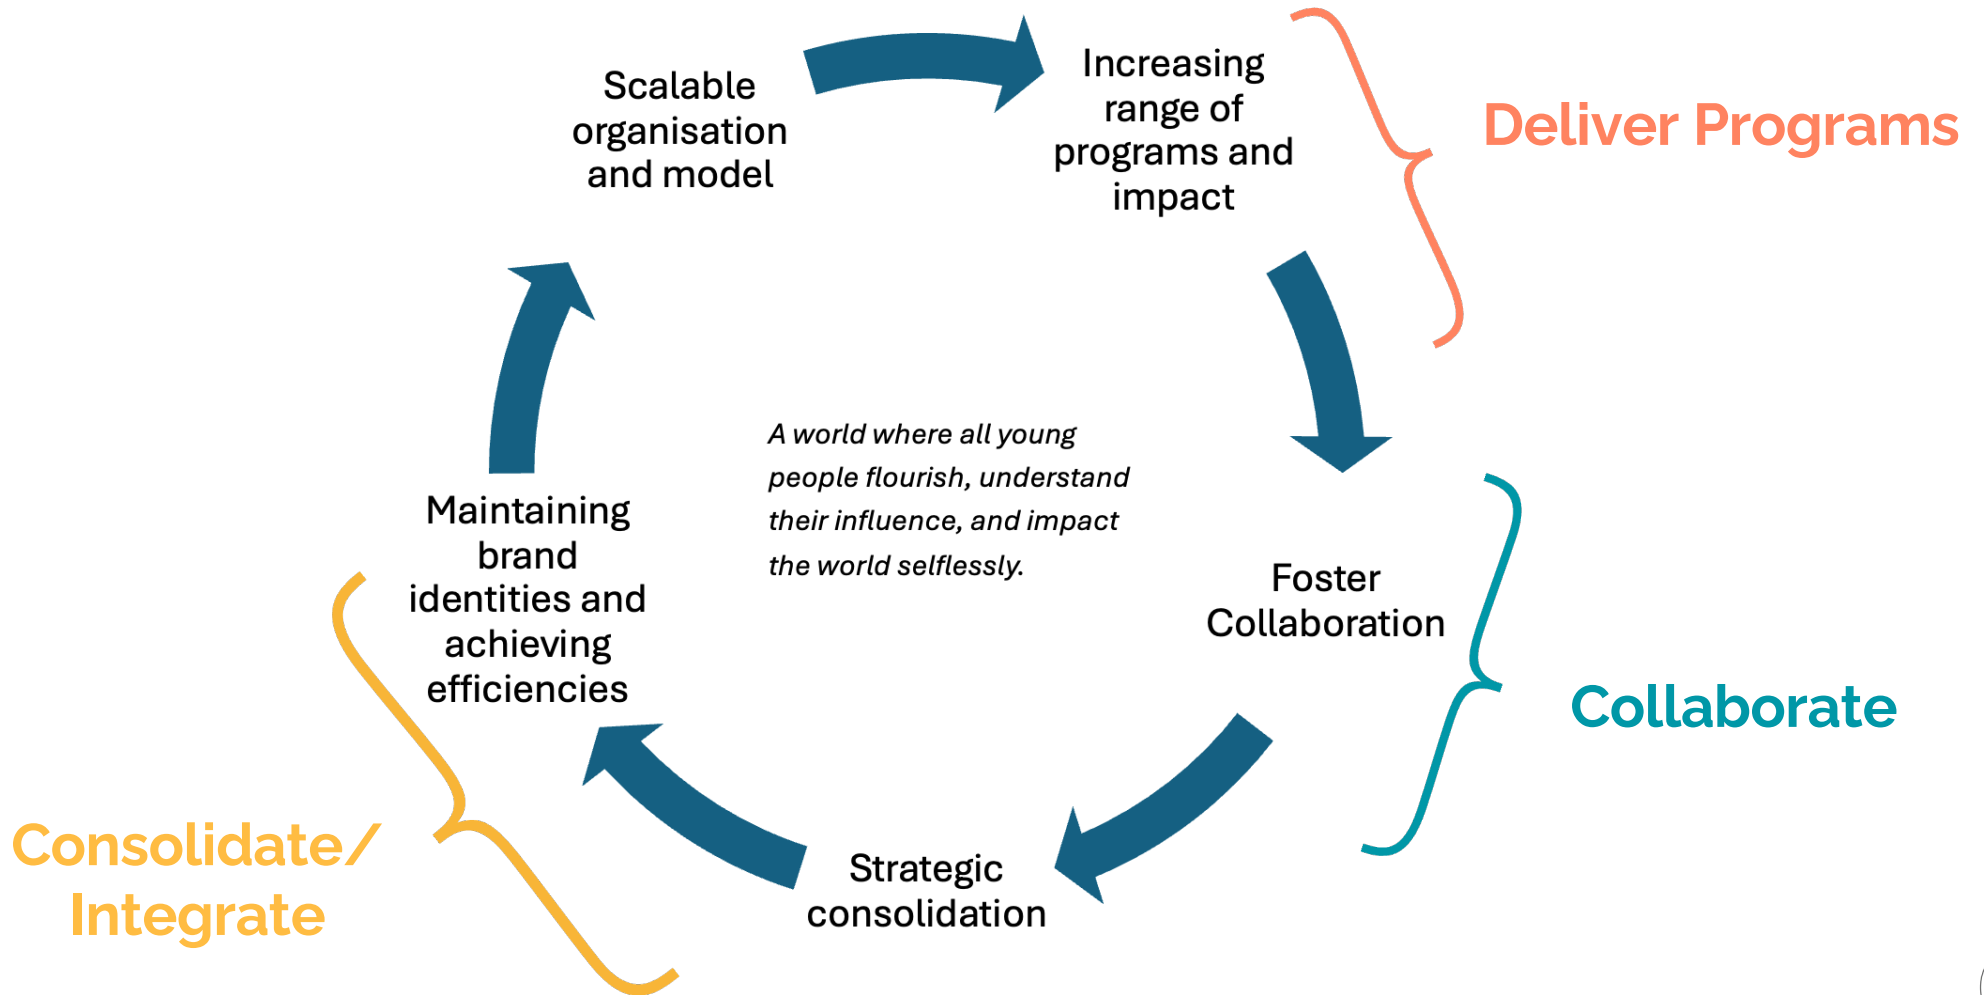 Scalable
organisation
and model
Increasing
range of
programs and
impact
Deliver Programs
A world where all young
people flourish, understand
their influence, and impact
the world selflessly.
Foster
Collaboration
Collaborate
Strategic
consolidation
Maintaining
brand
identities and
achieving
efficiencies
Consolidate/
Integrate